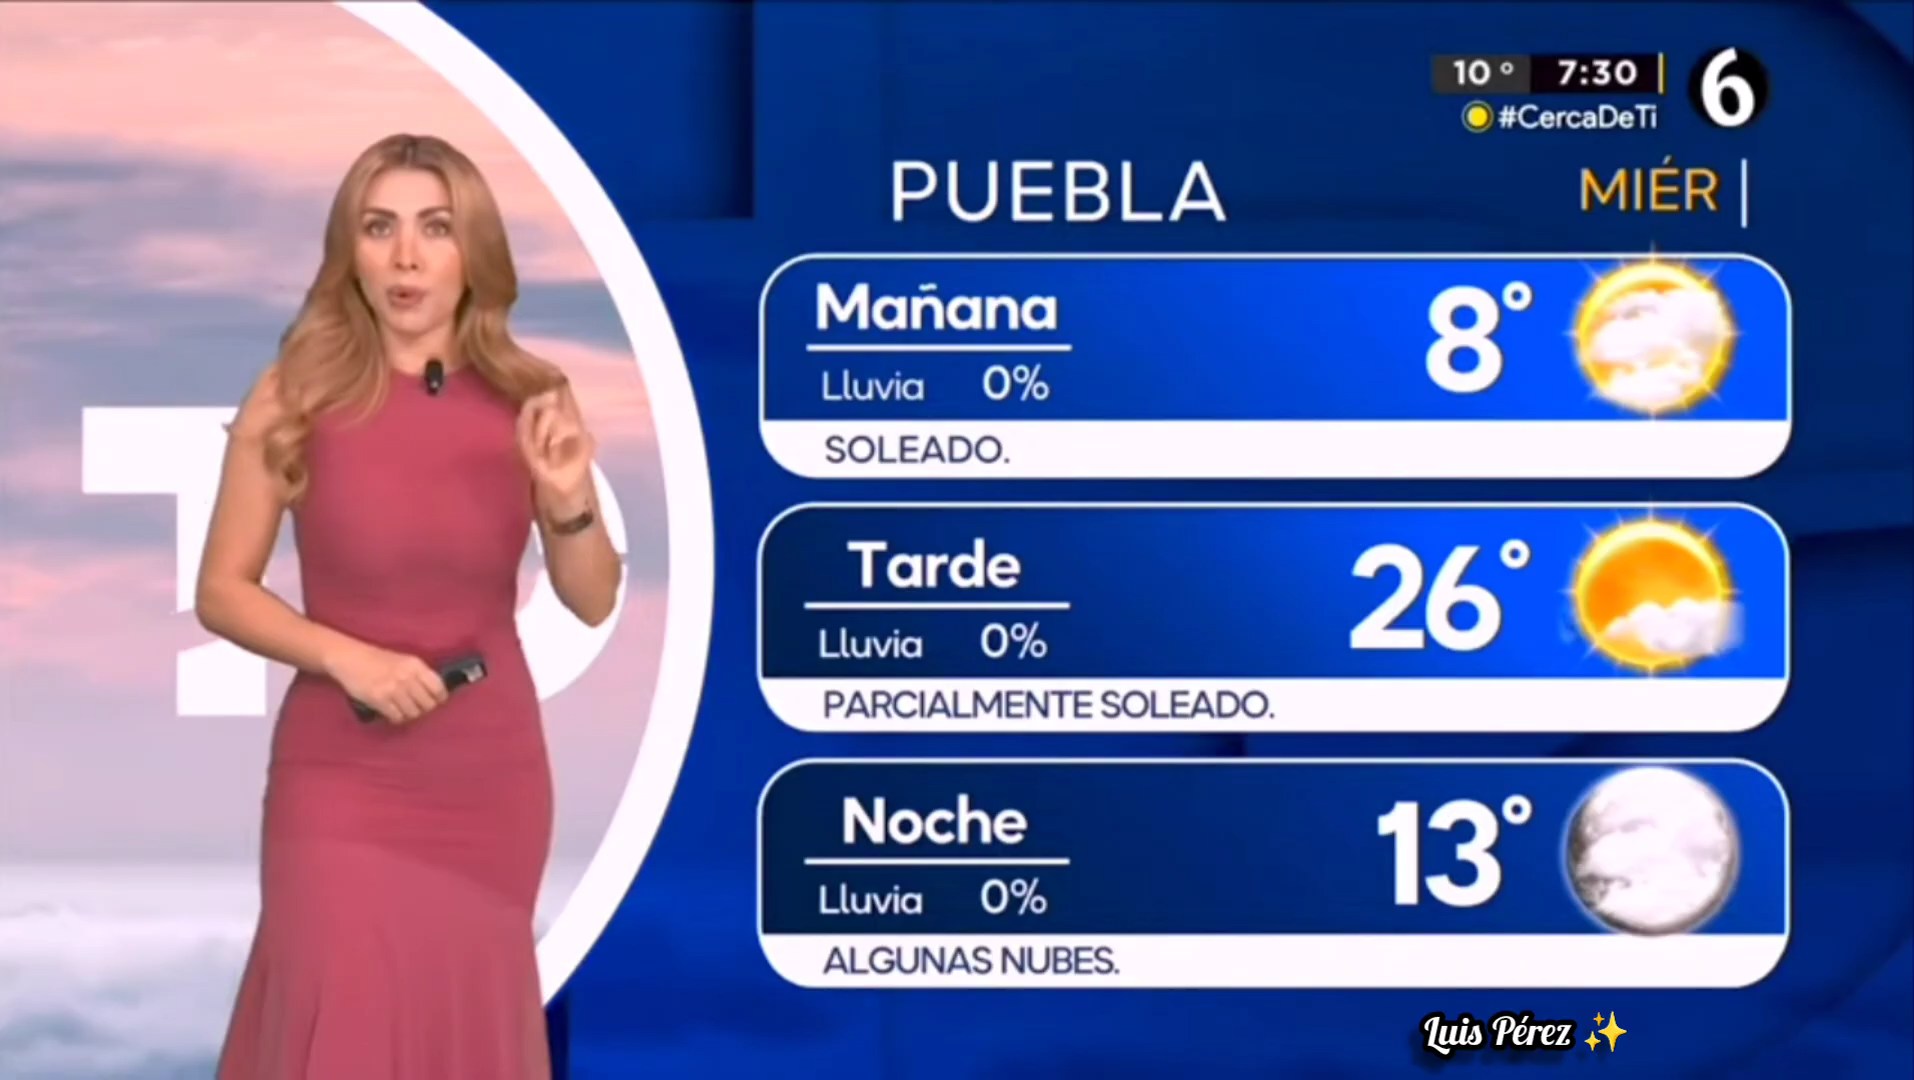 10° 7:30
6
#CercaDeTi
PUEBLA
MIÉR
Mañana
8°
Lluvia 0%
SOLEADO.
Tarde
26°
Lluvia 0%
PARCIALMENTE SOLEADO.
Noche
13°
Lluvia 0%
ALGUNAS NUBES.
Luis Pérez ✨